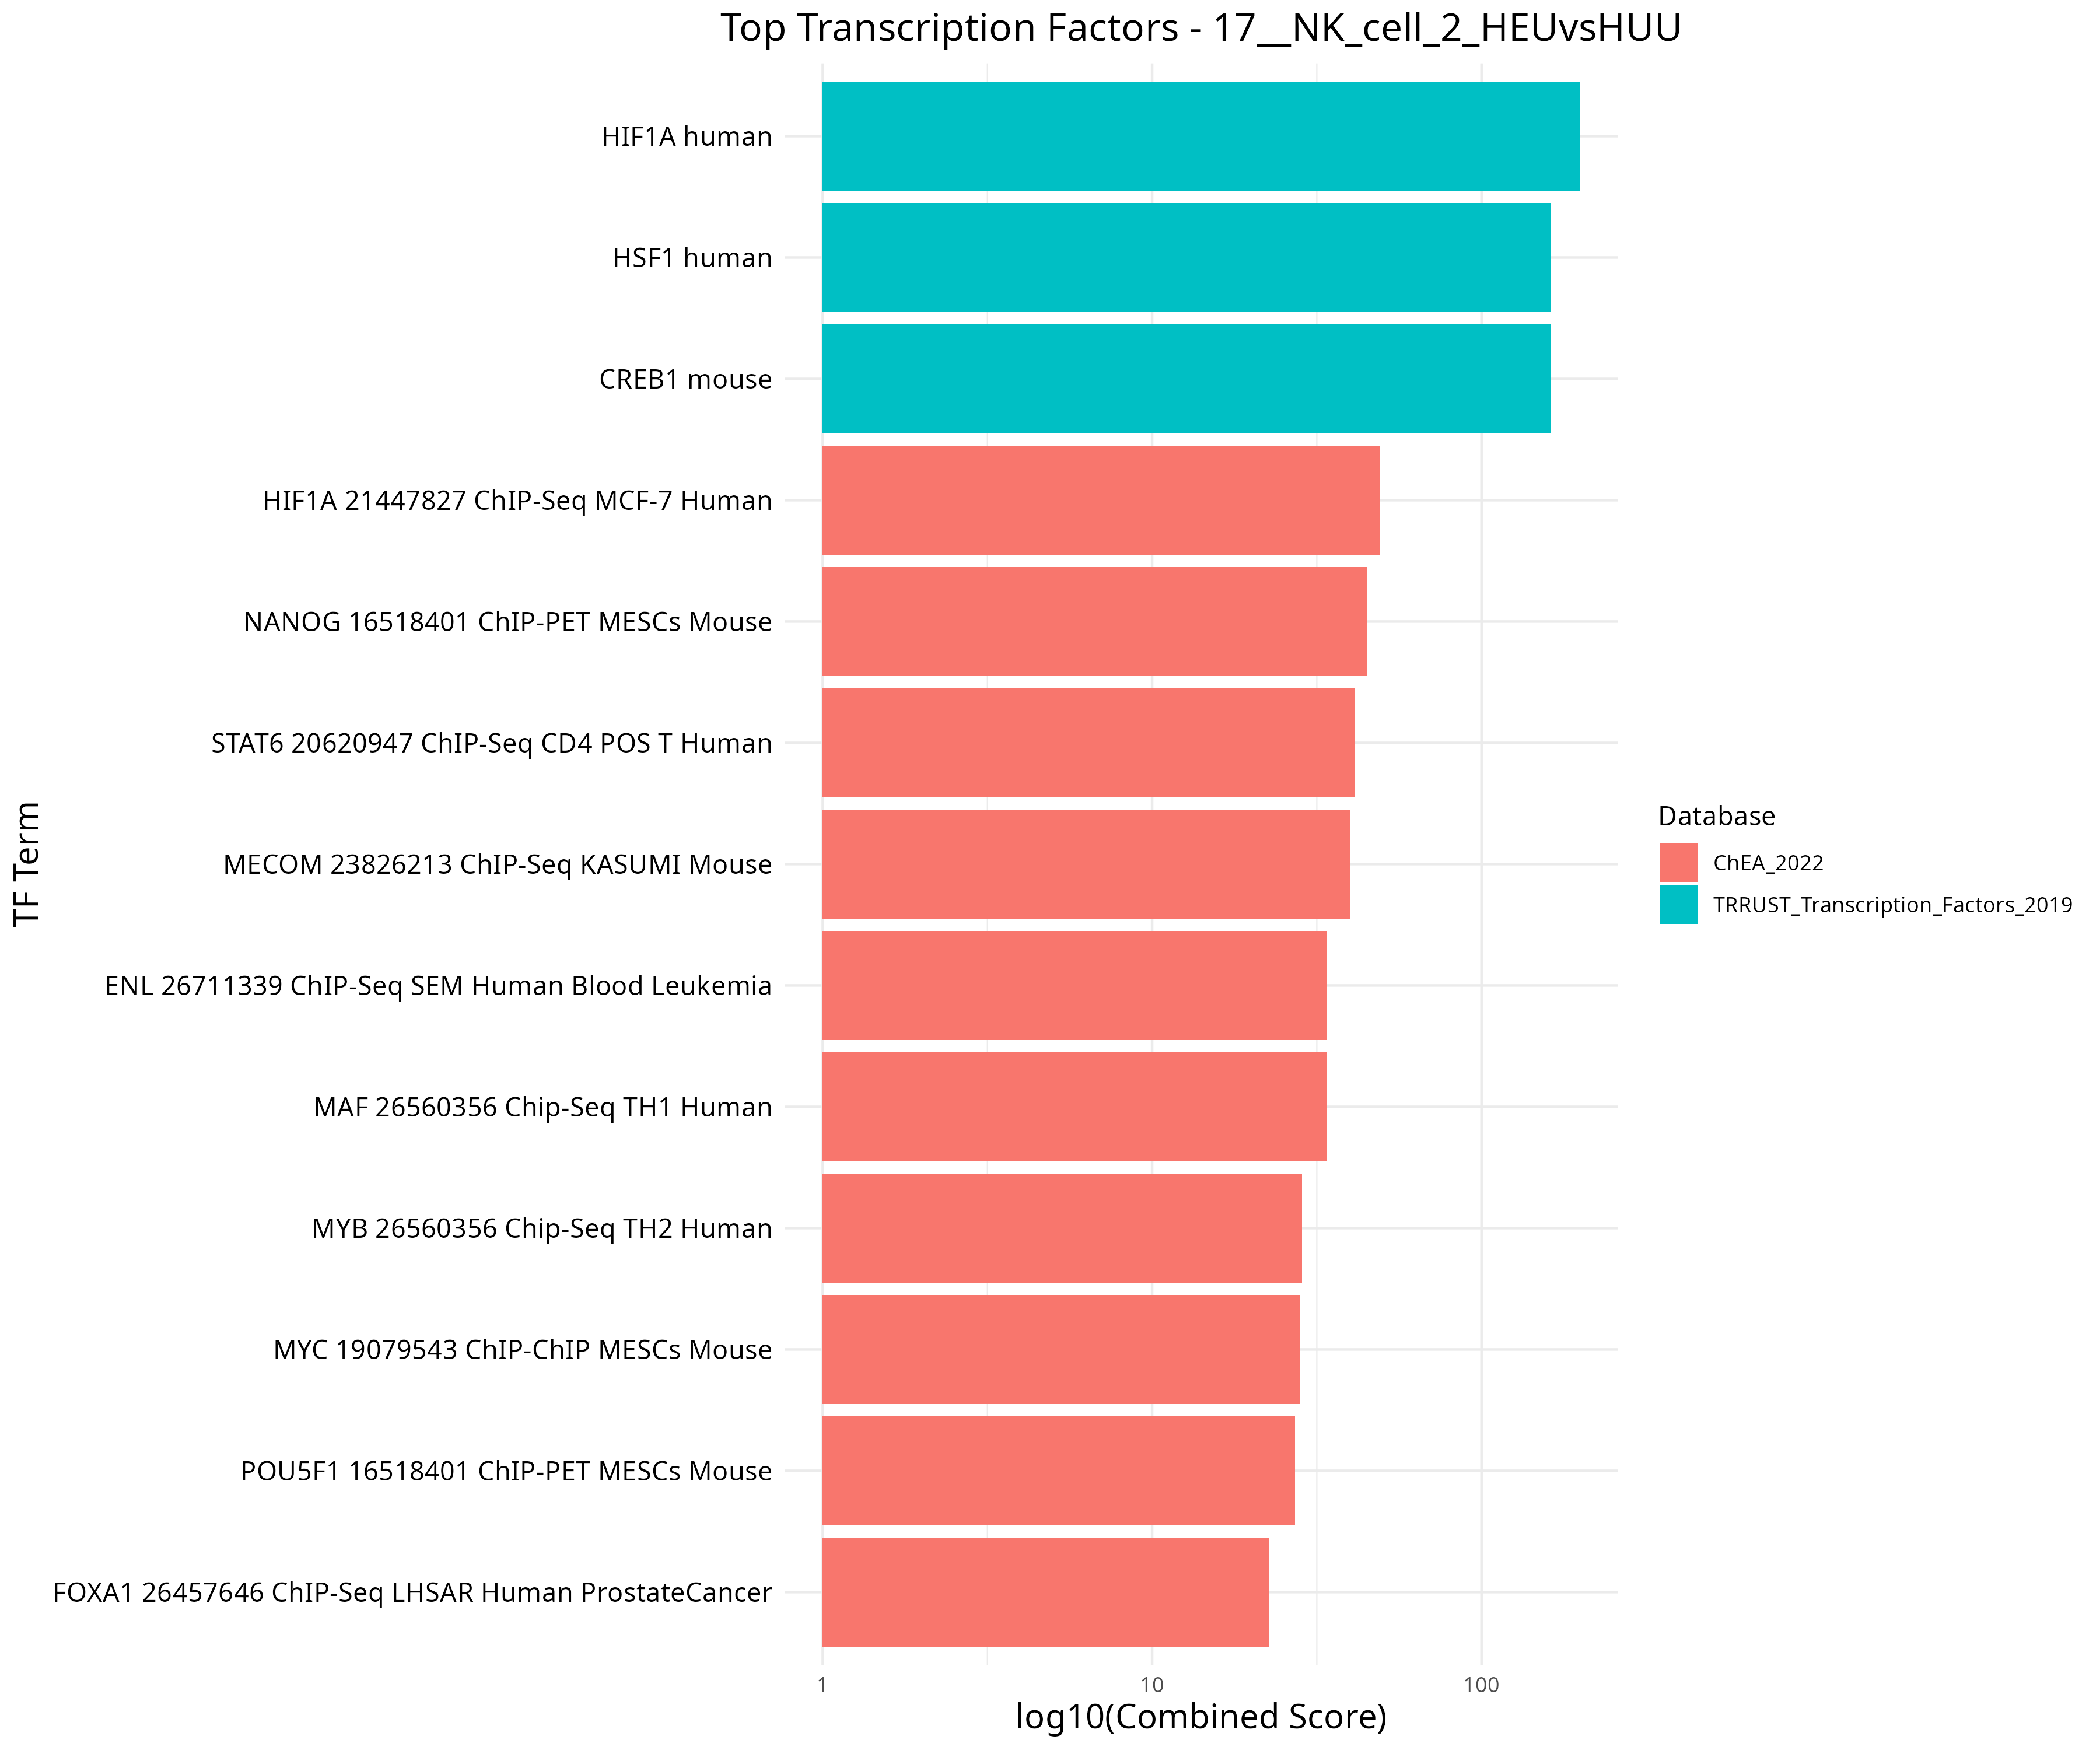 Top Transcription Factors - 17__NK_cell_2_HEUvsHUU
HIF1A human
HSF1 human
CREB1 mouse
HIF1A 21447827 ChIP-Seq MCF-7 Human
NANOG 16518401 ChIP-PET MESCs Mouse
STAT6 20620947 ChIP-Seq CD4 POS T Human
MECOM 23826213 ChIP-Seq KASUMI Mouse
ENL 26711339 ChIP-Seq SEM Human Blood Leukemia
MAF 26560356 Chip-Seq TH1 Human
MYB 26560356 Chip-Seq TH2 Human
MYC 19079543 ChIP-ChIP MESCs Mouse
POU5F1 16518401 ChIP-PET MESCs Mouse
FOXA1 26457646 ChIP-Seq LHSAR Human ProstateCancer
TF Term
1 10 100
log10(Combined Score)
Database
ChEA_2022
TRRUST_Transcription_Factors_2019